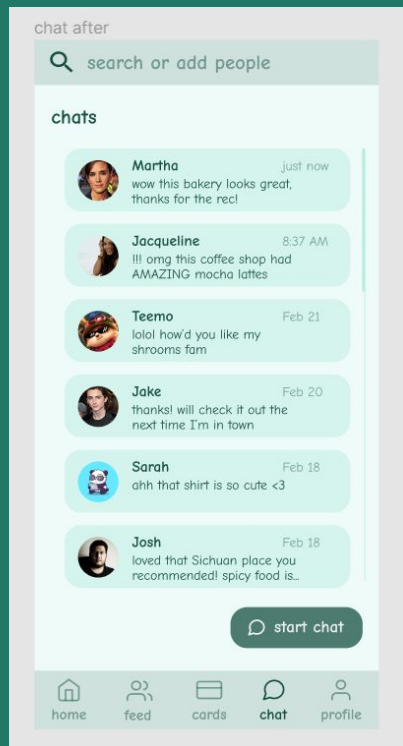 chat after
search or add people
chats
Martha
just now
wow this bakery looks great,
thanks for the rec!
Jacqueline
8:37 AM
!!! omg this coffee shop had
AMAZING mocha lattes
Teemo
Feb 21
lolol how'd you like my
shrooms fam
Jake
Feb 20
thanks! will check it out the
next time I'm in town
Sarah
Feb 18
ahh that shirt is so cute <3
Josh
Feb 18
loved that Sichuan place you
recommended! spicy food is...
start chat
home
feed
cards
chat
profile